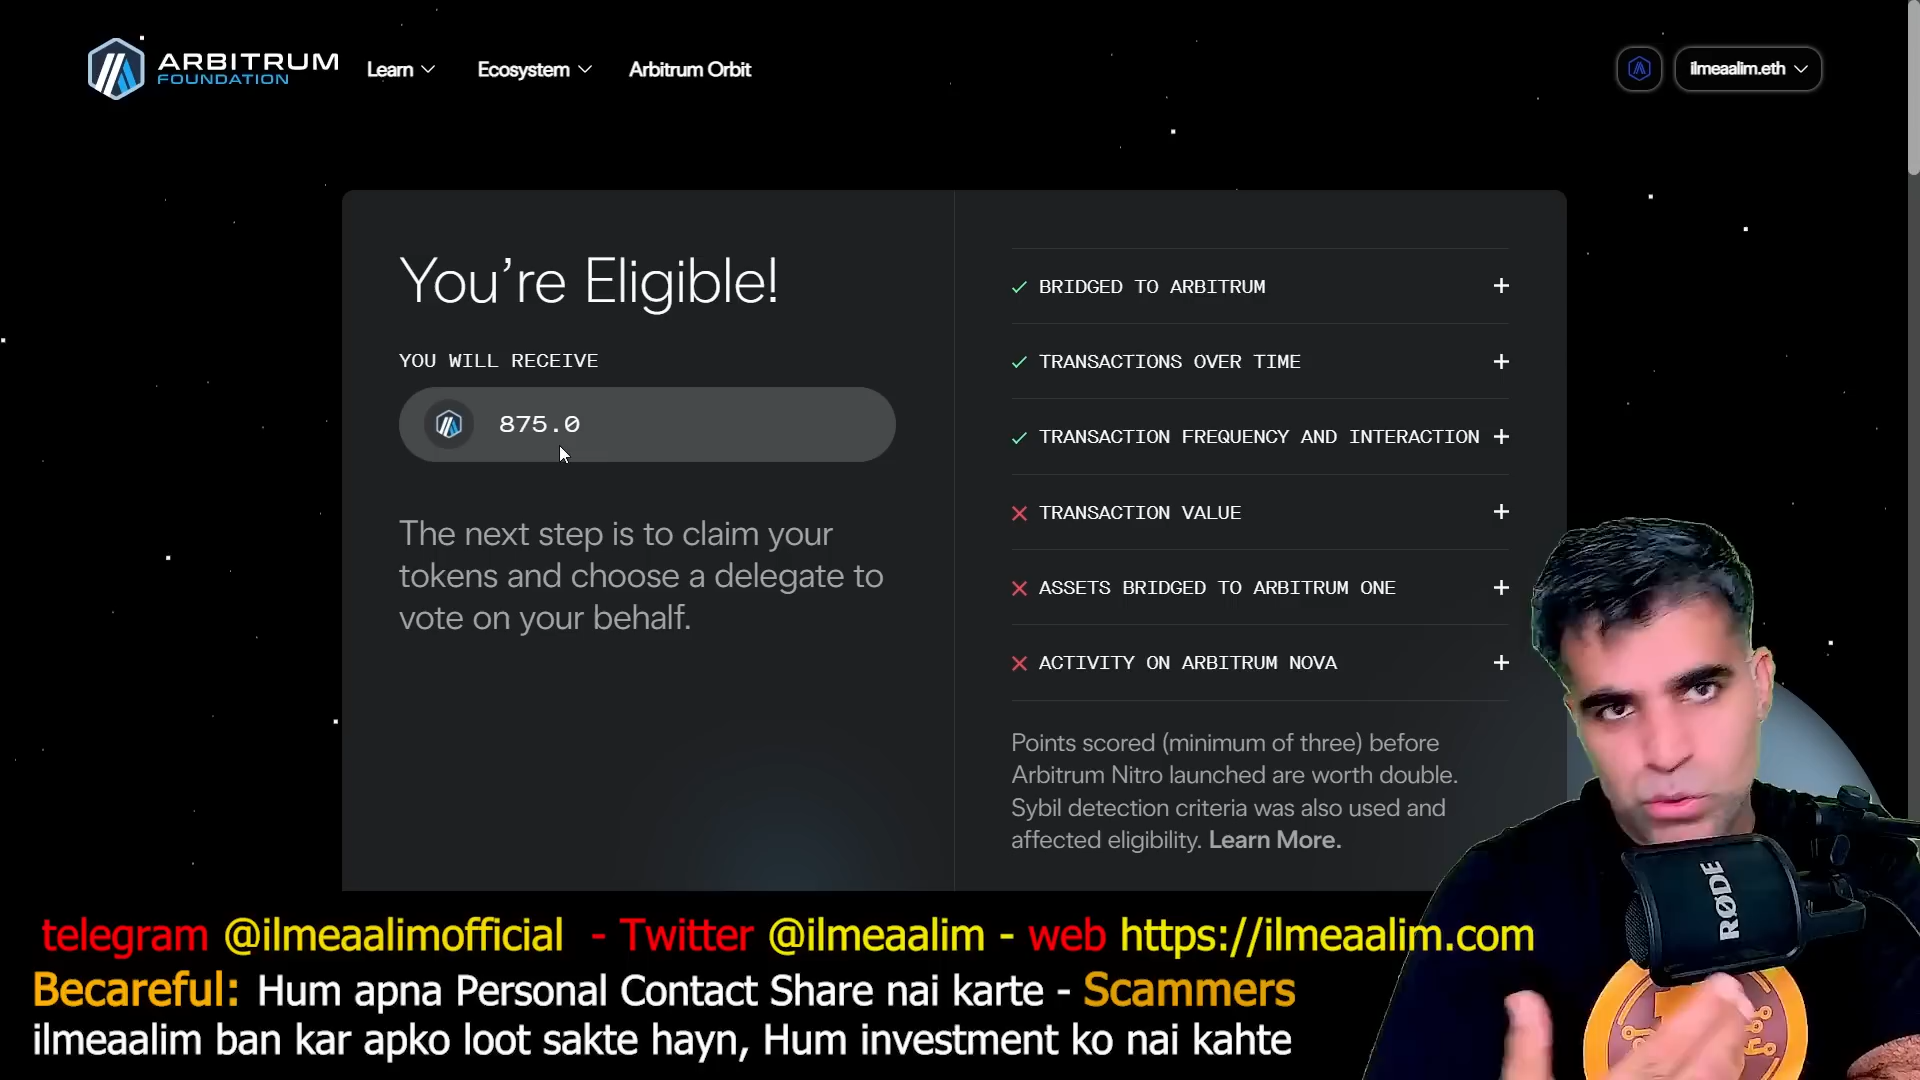 ARBITRUM
FOUNDATION
Learn
Ecosystem
Arbitrum Orbit
ilmeaalim.eth
You're Eligible!
YOU WILL RECEIVE
875.0
The next step is to claim your
tokens and choose a delegate to
vote on your behalf.
BRIDGED TO ARBITRUM
TRANSACTIONS OVER TIME
TRANSACTION FREQUENCY AND INTERACTION
TRANSACTION VALUE
ASSETS BRIDGED TO ARBITRUM ONE
ACTIVITY ON ARBITRUM NOVA
Points scored (minimum of three) before
Arbitrum Nitro launched are worth double.
Sybil detection criteria was also used and
affected eligibility. Learn More.
RØDE
telegram @ilmeaalimofficial - Twitter @ilmeaalim - web https://ilmeaalim.com
Becareful: Hum apna Personal Contact Share nai karte - Scammers
ilmeaalim ban kar apko loot sakte hayn, Hum investment ko nai kahte